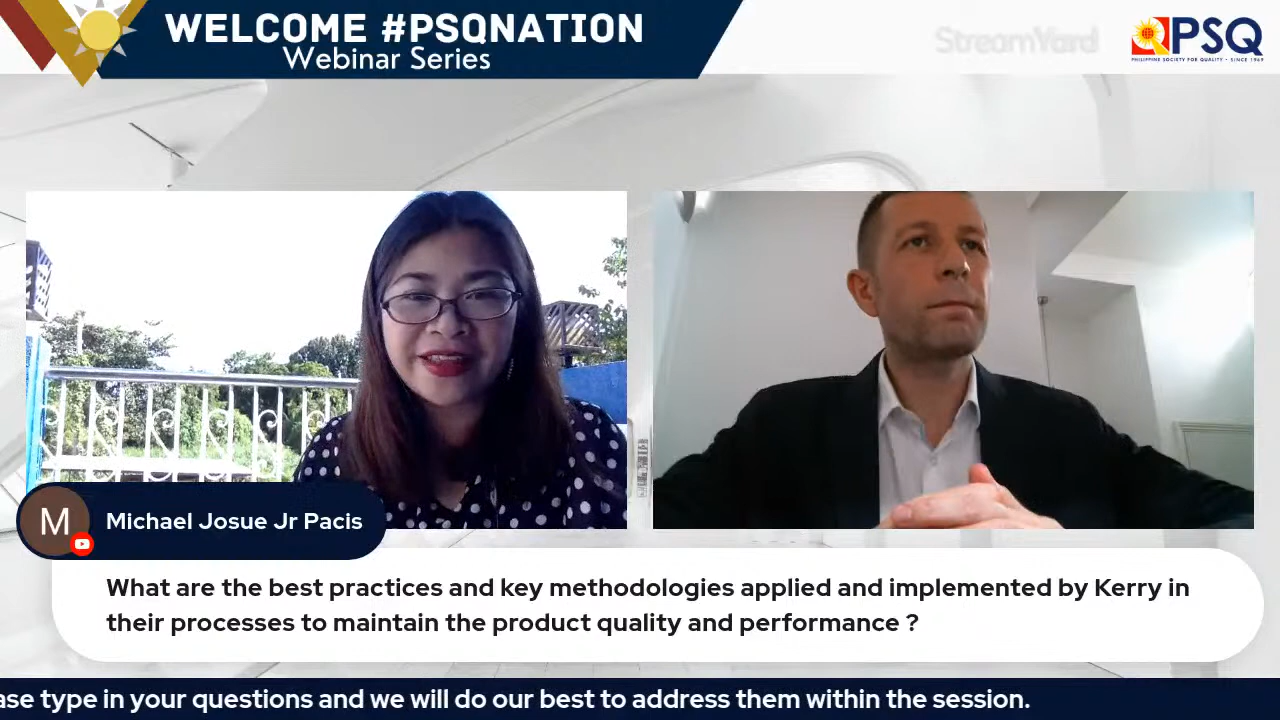 WELCOME #PSQNATION
Webinar Series
StreamYard
PSQ
PHILIPPINE SOCIETY FOR QUALITY • SINCE 1969
M
Michael Josue Jr Pacis
What are the best practices and key methodologies applied and implemented by Kerry in
their processes to maintain the product quality and performance ?
ase type in your questions and we will do our best to address them within the session.